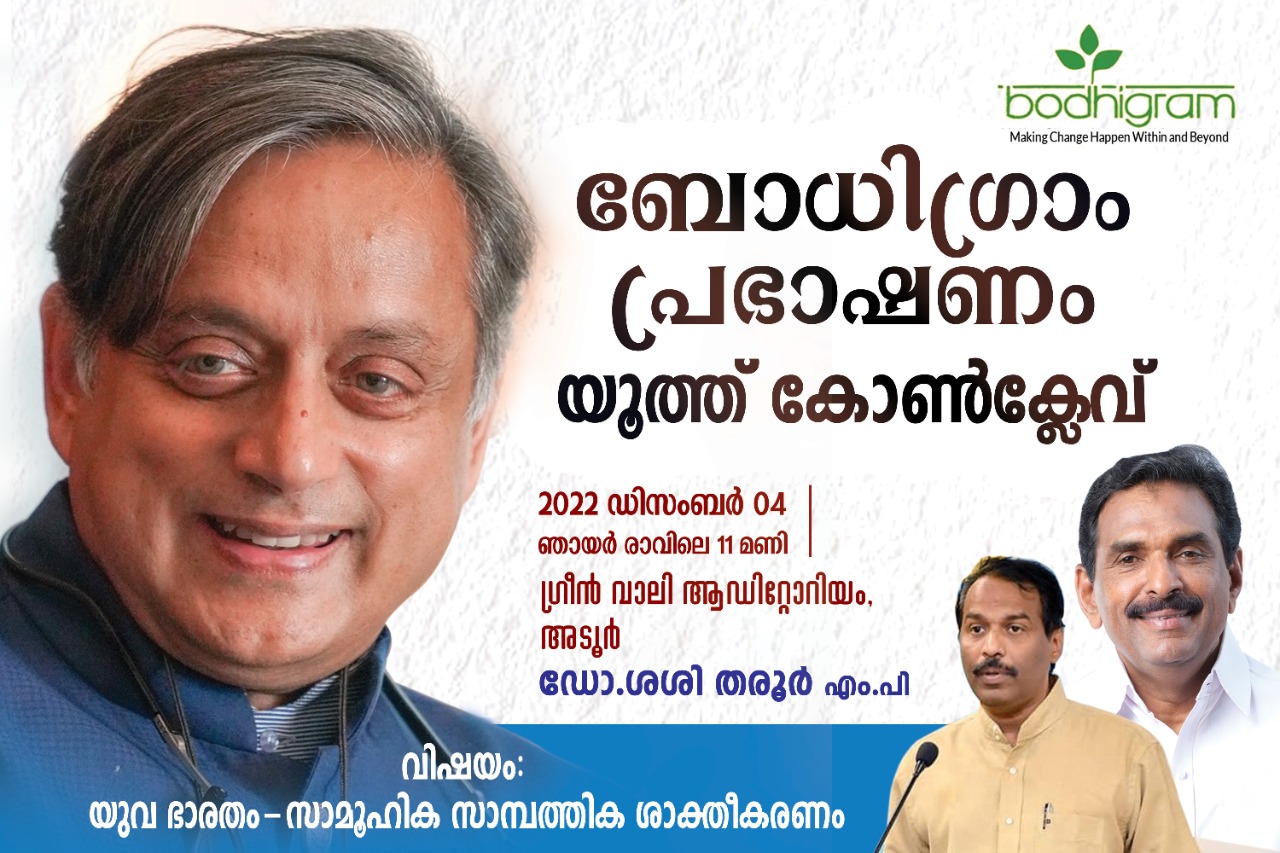 bodhigram
Making Change Happen Within and Beyond
ബോധിഗ്രാം
പ്രഭാഷണം
യൂത്ത് കോൺക്ലേവ്
2022 ഡിസംബർ 04
ഞായർ രാവിലെ 11 മണി
ഗ്രീൻ വാലി ആഡിറ്റോറിയം,
അടൂർ
ഡോ.ശശി തരൂർ എം.പി
വിഷയം:
യുവ ഭാരതം – സാമൂഹിക സാമ്പത്തിക ശാക്തീകരണം